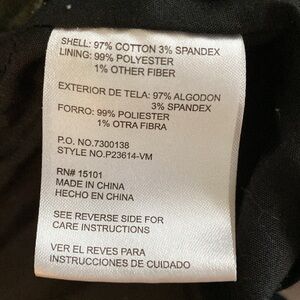 SHELL: 97% COTTON 3% SPANDEX
LINING: 99% POLYESTER
1% OTHER FIBER
EXTERIOR DE TELA: 97% ALGODON
3% SPANDEX
FORRO: 99% POLIESTER
1% OTRA FIBRA
P.O. NO.7300138
STYLE NO.P23614-VM
RN# 15101
MADE IN CHINA
HECHO EN CHINA
SEE REVERSE SIDE FOR
CARE INSTRUCTIONS
VER EL REVES PARA
INSTRUCCIONES DE CUIDADO